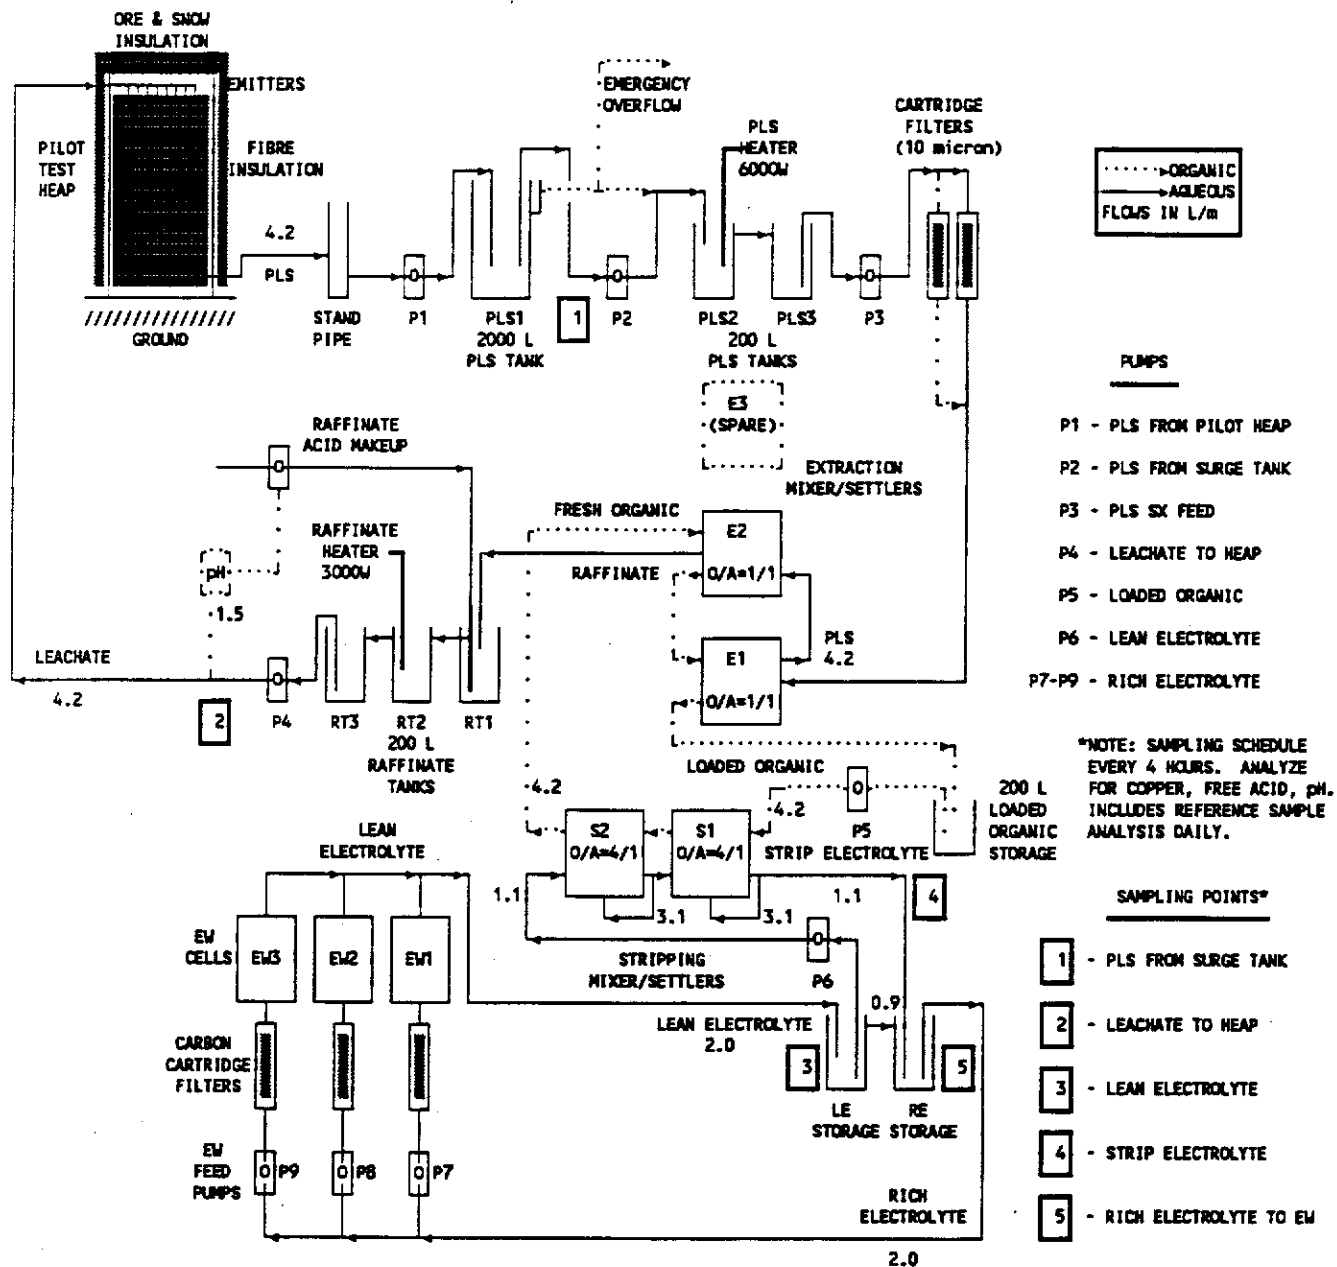 ORE & SNOW
INSULATION
EMITTERS
PILOT
TEST
HEAP
FIBRE
INSULATION
4.2
PLS
GROUND
STAND
PIPE
P1
PLS1
2000 L
PLS TANK
1
P2
EMERGENCY
OVERFLOW
PLS
HEATER
6000W
PLS2
PLS3
200 L
PLS TANKS
P3
CARTRIDGE
FILTERS
(10 micron)
ORGANIC
AQUEOUS
FLOWS IN L/m
E3
(SPARE)
EXTRACTION
MIXER/SETTLERS
RAFFINATE
ACID MAKEUP
RAFFINATE
HEATER
3000W
pH
1.5
LEACHATE
4.2
2
P4
RT3
RT2
RT1
200 L
RAFFINATE
TANKS
FRESH ORGANIC
RAFFINATE
E2
O/A=1/1
PLS
4.2
E1
O/A=1/1
LOADED ORGANIC
4.2
4.2
P5
200 L
LOADED
ORGANIC
STORAGE
S2
O/A=4/1
S1
O/A=4/1
STRIP ELECTROLYTE
1.1
3.1
3.1
1.1
4
STRIPPING
MIXER/SETTLERS
P6
LEAN
ELECTROLYTE
EW
CELLS
EW3
EW2
EW1
CARBON
CARTRIDGE
FILTERS
EW
FEED
PUMPS
P9
P8
P7
LEAN ELECTROLYTE
2.0
0.9
3
5
LE
STORAGE
RE
STORAGE
RICH
ELECTROLYTE
2.0
PUMPS
P1 - PLS FROM PILOT HEAP
P2 - PLS FROM SURGE TANK
P3 - PLS SX FEED
P4 - LEACHATE TO HEAP
P5 - LOADED ORGANIC
P6 - LEAN ELECTROLYTE
P7-P9 - RICH ELECTROLYTE
*NOTE: SAMPLING SCHEDULE
EVERY 4 HOURS. ANALYZE
FOR COPPER, FREE ACID, pH.
INCLUDES REFERENCE SAMPLE
ANALYSIS DAILY.
SAMPLING POINTS*
1 - PLS FROM SURGE TANK
2 - LEACHATE TO HEAP
3 - LEAN ELECTROLYTE
4 - STRIP ELECTROLYTE
5 - RICH ELECTROLYTE TO EW